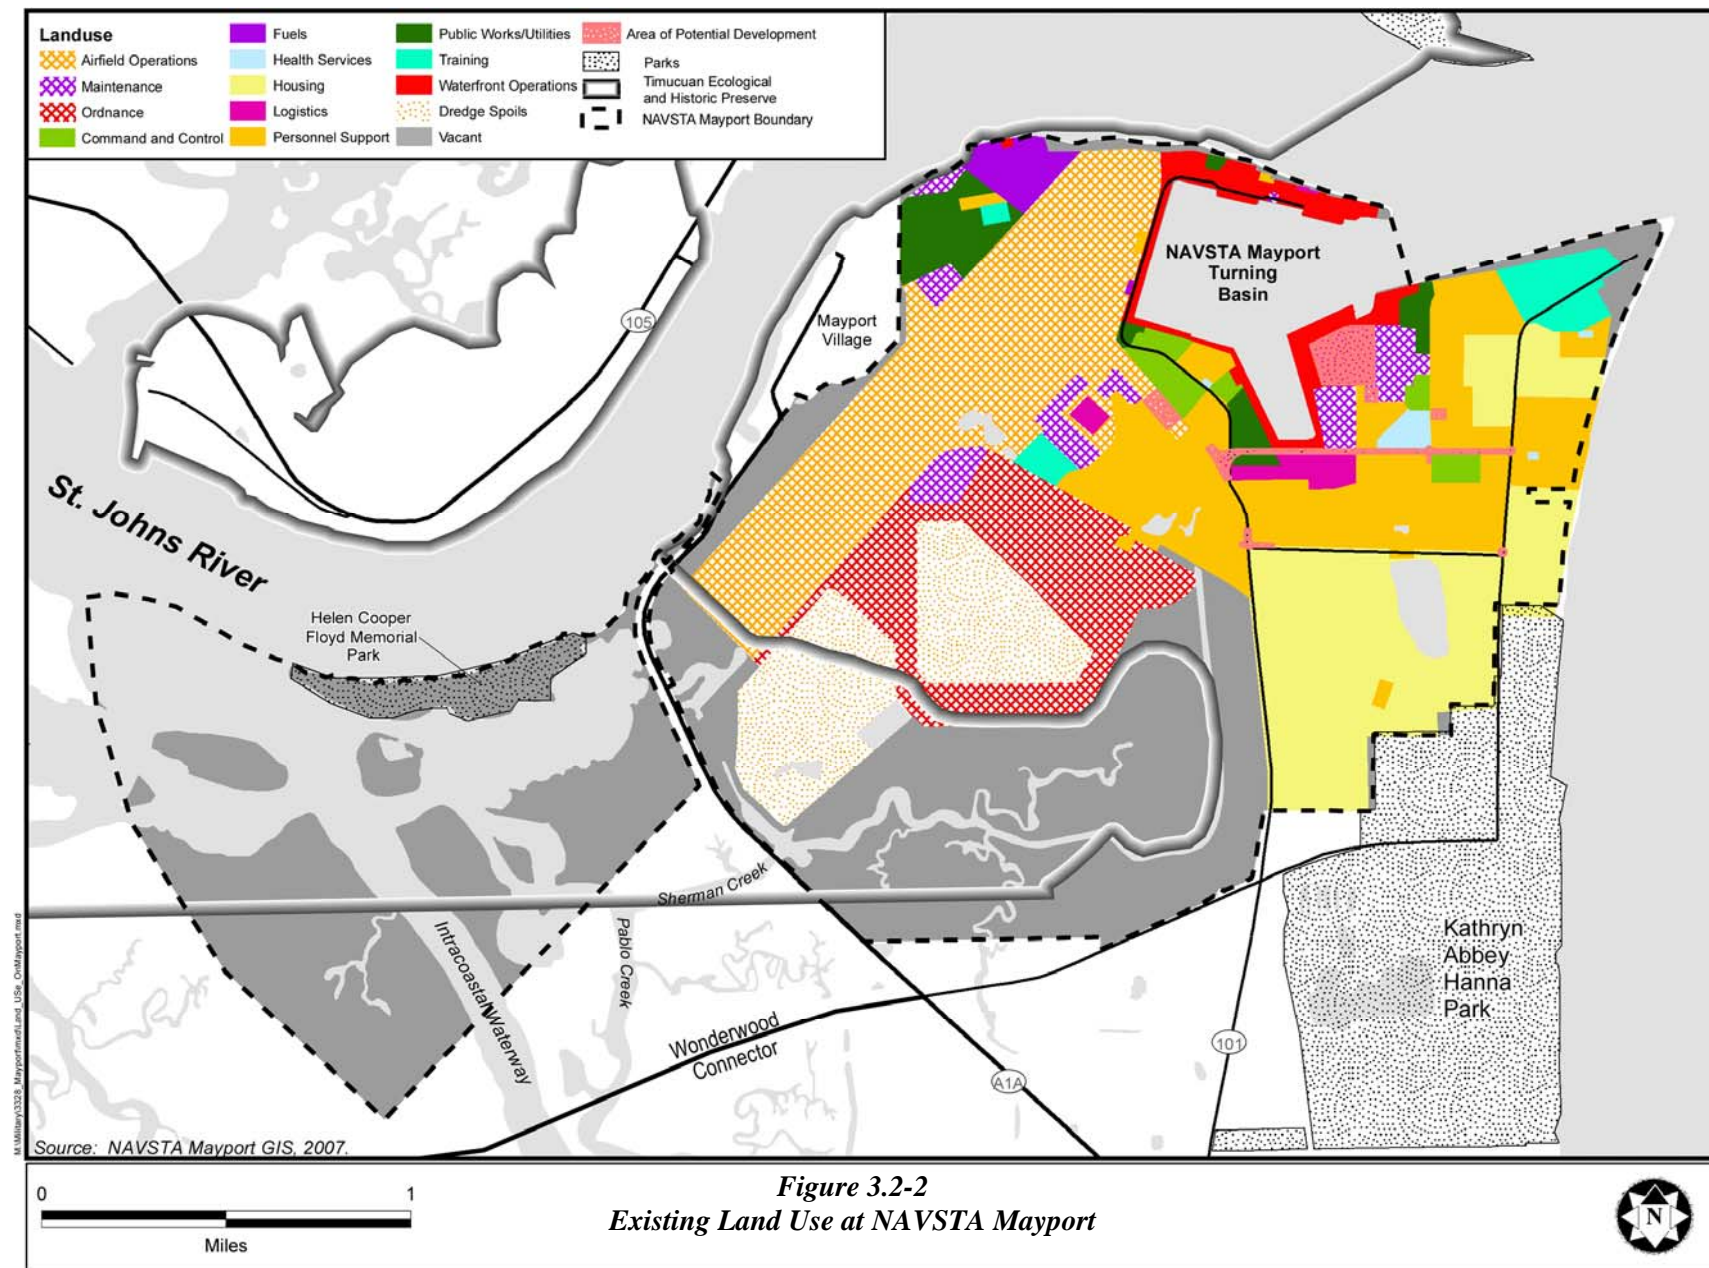 Landuse
Airfield Operations
Maintenance
Ordnance
Command and Control
Fuels
Health Services
Housing
Logistics
Personnel Support
Public Works/Utilities
Training
Waterfront Operations
Dredge Spoils
Vacant
Area of Potential Development
Parks
Timucuan Ecological
and Historic Preserve
NAVSTA Mayport Boundary
NAVSTA Mayport
Turning
Basin
Mayport
Village
105
St. Johns River
Helen Cooper
Floyd Memorial
Park
Sherman Creek
Pablo Creek
Intracoastal Waterway
Wonderwood
Connector
A1A
101
Kathryn
Abbey
Hanna
Park
Source: NAVSTA Mayport GIS, 2007.
0 1
Miles
Figure 3.2-2
Existing Land Use at NAVSTA Mayport
N